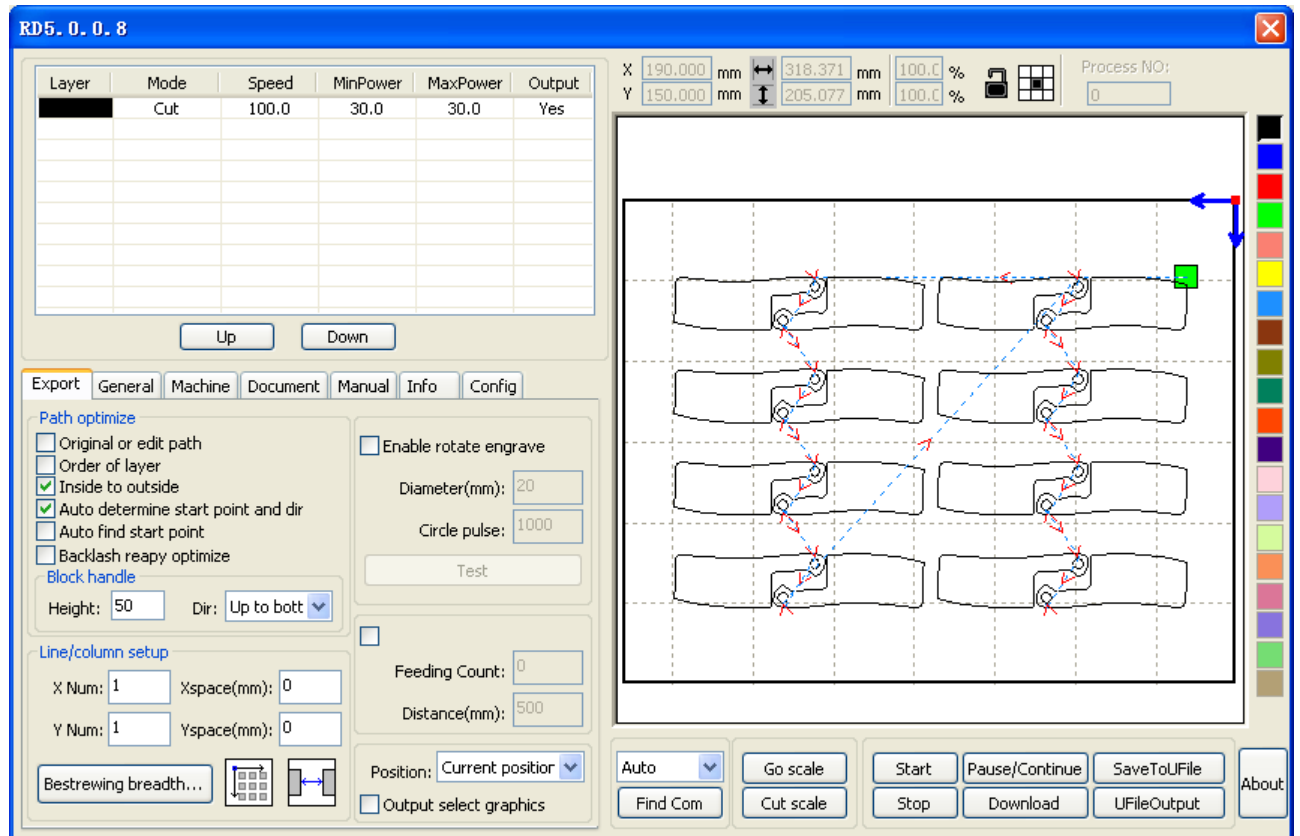 RD5.0.0.8
Layer Mode Speed MinPower MaxPower Output
Cut 100.0 30.0 30.0 Yes
Up Down
Export General Machine Document Manual Info Config
Path optimize
Original or edit path
Order of layer
Inside to outside
Auto determine start point and dir
Auto find start point
Backlash reapy optimize
Block handle
Height: 50 Dir: Up to bott
Line/column setup
X Num: 1 Xspace(mm): 0
Y Num: 1 Yspace(mm): 0
Bestrewing breadth...
Enable rotate engrave
Diameter(mm): 20
Circle pulse: 1000
Test
Feeding Count: 0
Distance(mm): 500
Position: Current position
Output select graphics
X 190.000 mm 318.371 mm 100.0 % Process NO:
Y 150.000 mm 205.077 mm 100.0 % 0
Auto Go scale Start Pause/Continue SaveToUFile
Find Com Cut scale Stop Download UFileOutput
About